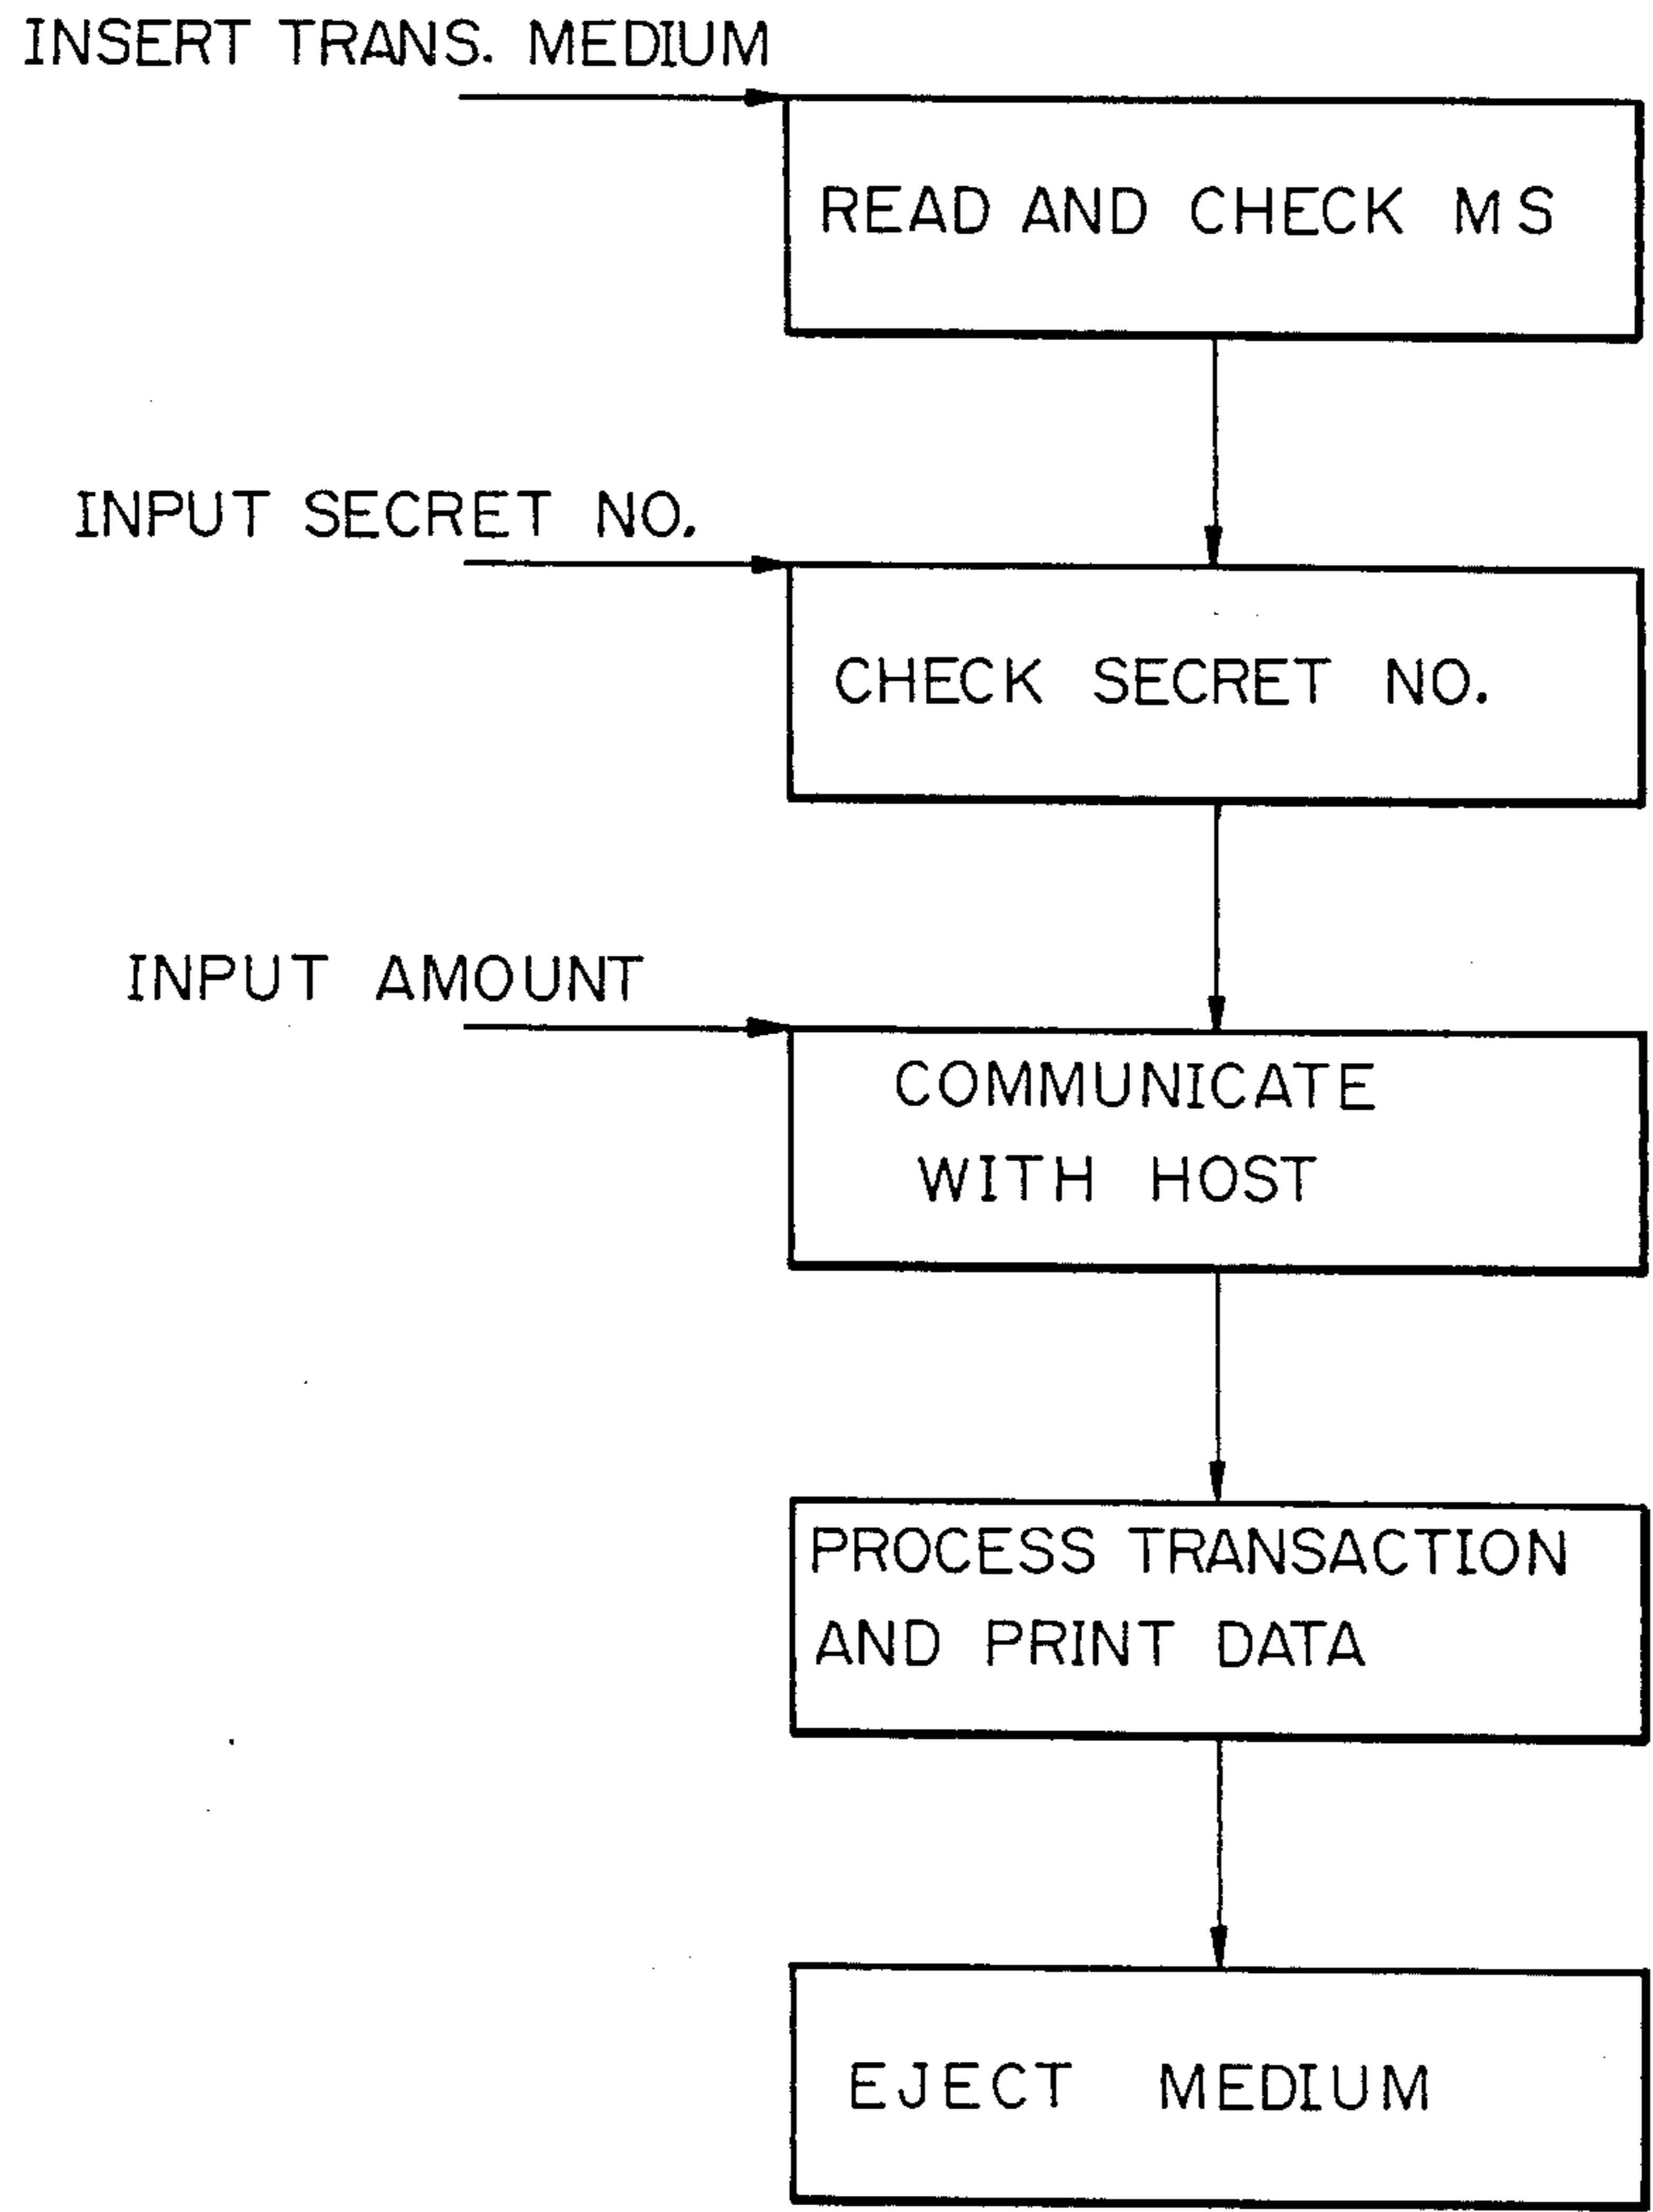 INSERT TRANS. MEDIUM
READ AND CHECK MS
INPUT SECRET NO.
CHECK SECRET NO.
INPUT AMOUNT
COMMUNICATE
WITH HOST
PROCESS TRANSACTION
AND PRINT DATA
EJECT MEDIUM